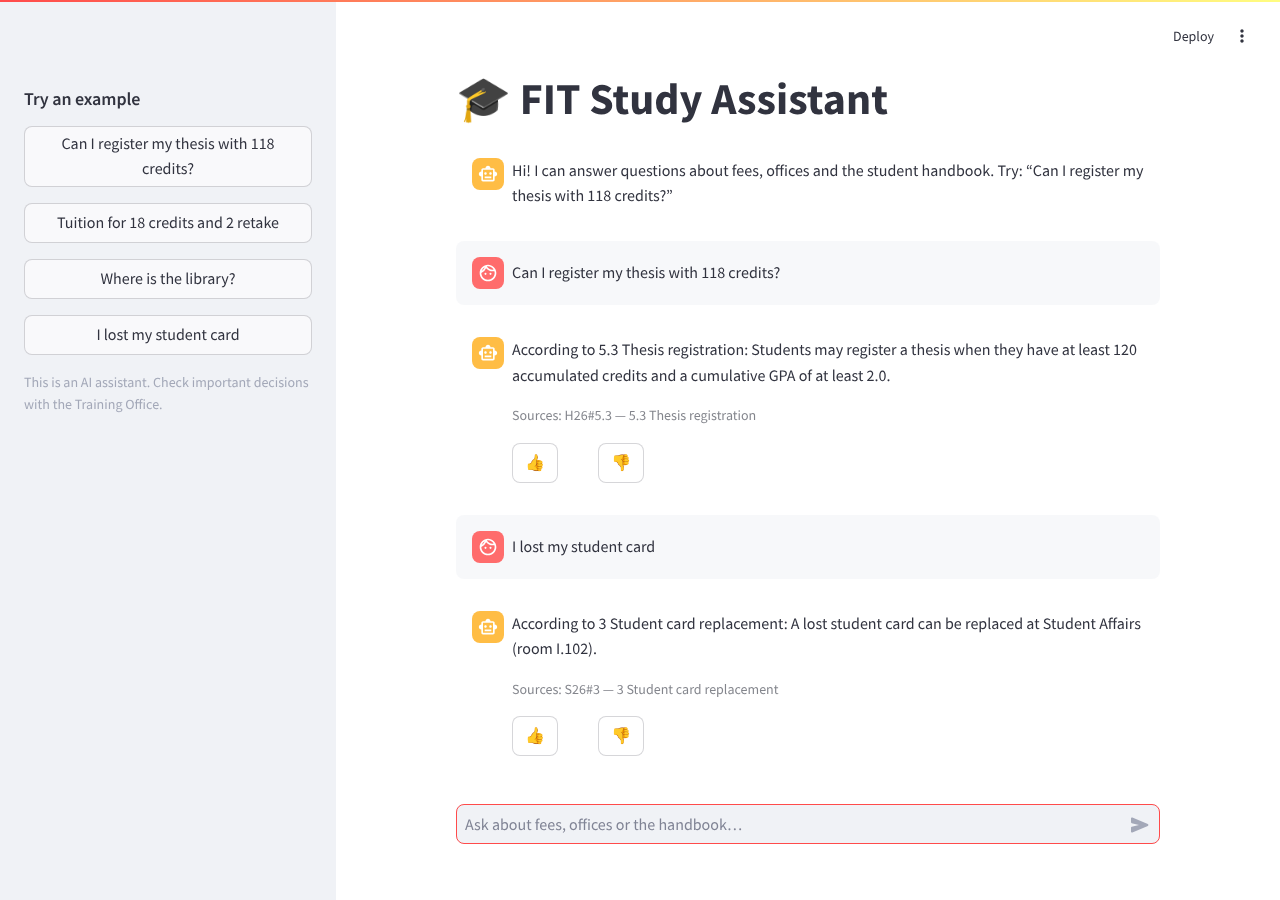 Deploy
Try an example
Can I register my thesis with 118
credits?
Tuition for 18 credits and 2 retake
Where is the library?
I lost my student card
This is an AI assistant. Check important decisions
with the Training Office.
FIT Study Assistant
Hi! I can answer questions about fees, offices and the student handbook. Try: “Can I register my
thesis with 118 credits?”
Can I register my thesis with 118 credits?
According to 5.3 Thesis registration: Students may register a thesis when they have at least 120
accumulated credits and a cumulative GPA of at least 2.0.
Sources: H26#5.3 — 5.3 Thesis registration
I lost my student card
According to 3 Student card replacement: A lost student card can be replaced at Student Affairs
(room I.102).
Sources: S26#3 — 3 Student card replacement
Ask about fees, offices or the handbook…